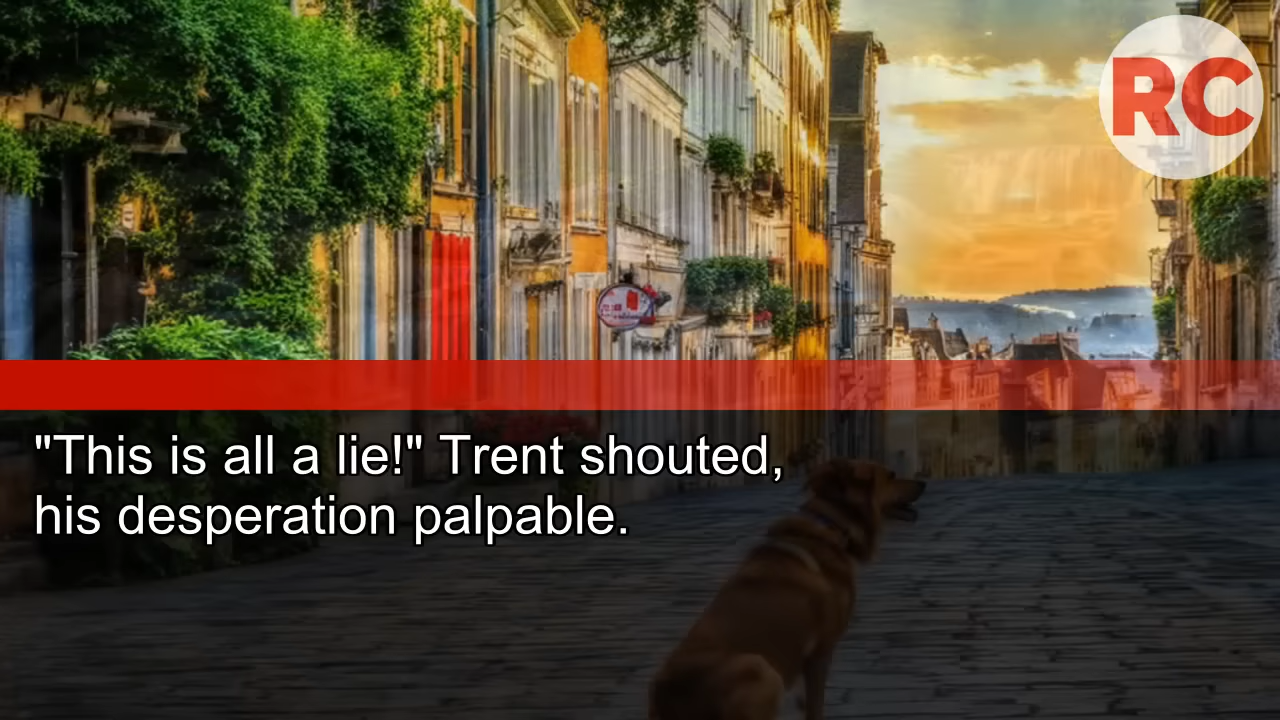 RC
"This is all a lie!" Trent shouted,
his desperation palpable.